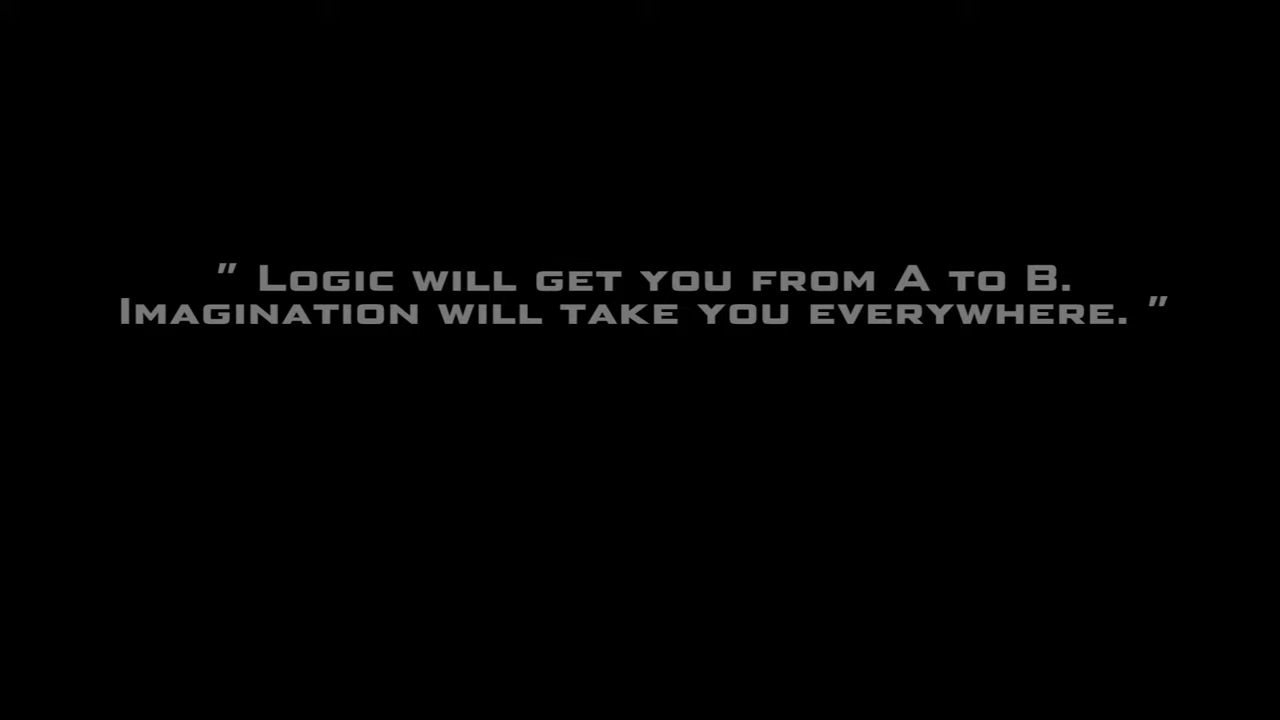 " Logic will get you from A to B.
Imagination will take you everywhere. "